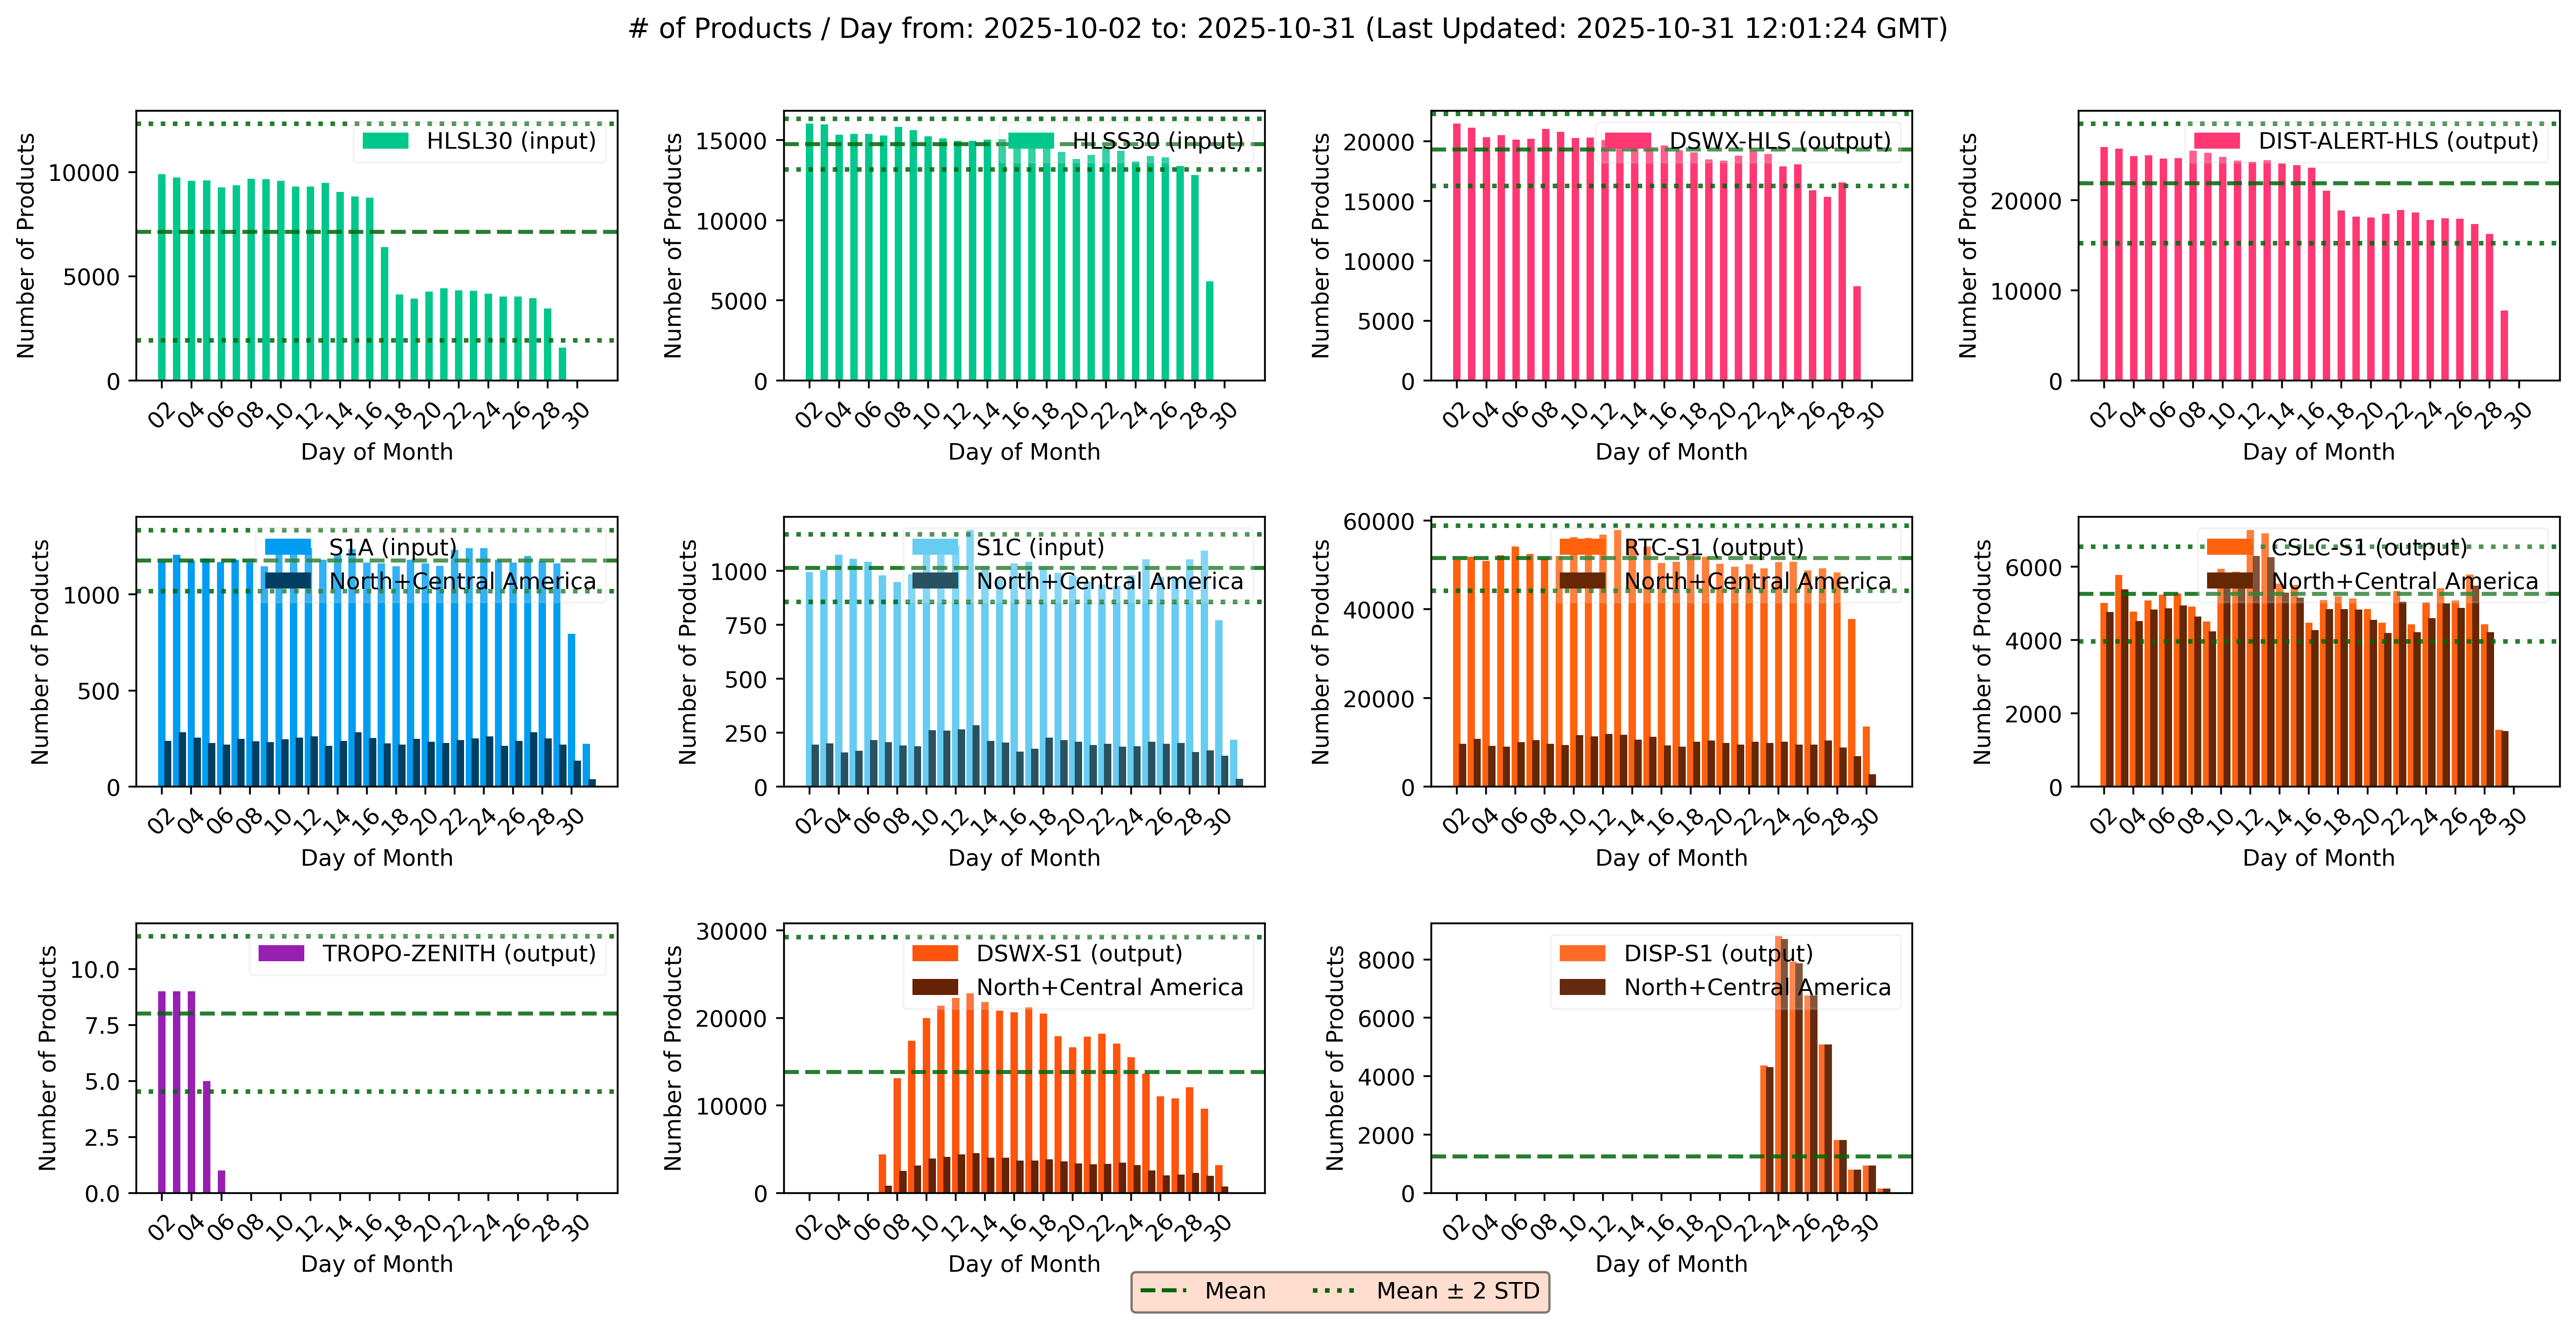 # of Products / Day from: 2025-10-02 to: 2025-10-31 (Last Updated: 2025-10-31 12:01:24 GMT)
Number of Products
10000
5000
0
HLSL30 (input)
02 04 06 08 10 12 14 16 18 20 22 24 26 28 30
Day of Month
Number of Products
15000
10000
5000
0
HLSS30 (input)
02 04 06 08 10 12 14 16 18 20 22 24 26 28 30
Day of Month
Number of Products
20000
15000
10000
5000
0
DSWX-HLS (output)
02 04 06 08 10 12 14 16 18 20 22 24 26 28 30
Day of Month
Number of Products
20000
10000
0
DIST-ALERT-HLS (output)
02 04 06 08 10 12 14 16 18 20 22 24 26 28 30
Day of Month
Number of Products
1000
500
0
S1A (input)
North+Central America
02 04 06 08 10 12 14 16 18 20 22 24 26 28 30
Day of Month
Number of Products
1000
750
500
250
0
S1C (input)
North+Central America
02 04 06 08 10 12 14 16 18 20 22 24 26 28 30
Day of Month
Number of Products
60000
40000
20000
0
RTC-S1 (output)
North+Central America
02 04 06 08 10 12 14 16 18 20 22 24 26 28 30
Day of Month
Number of Products
6000
4000
2000
0
CSLC-S1 (output)
North+Central America
02 04 06 08 10 12 14 16 18 20 22 24 26 28 30
Day of Month
Number of Products
10.0
7.5
5.0
2.5
0.0
TROPO-ZENITH (output)
02 04 06 08 10 12 14 16 18 20 22 24 26 28 30
Day of Month
Number of Products
30000
20000
10000
0
DSWX-S1 (output)
North+Central America
02 04 06 08 10 12 14 16 18 20 22 24 26 28 30
Day of Month
Number of Products
8000
6000
4000
2000
0
DISP-S1 (output)
North+Central America
02 04 06 08 10 12 14 16 18 20 22 24 26 28 30
Day of Month
Mean
Mean ± 2 STD